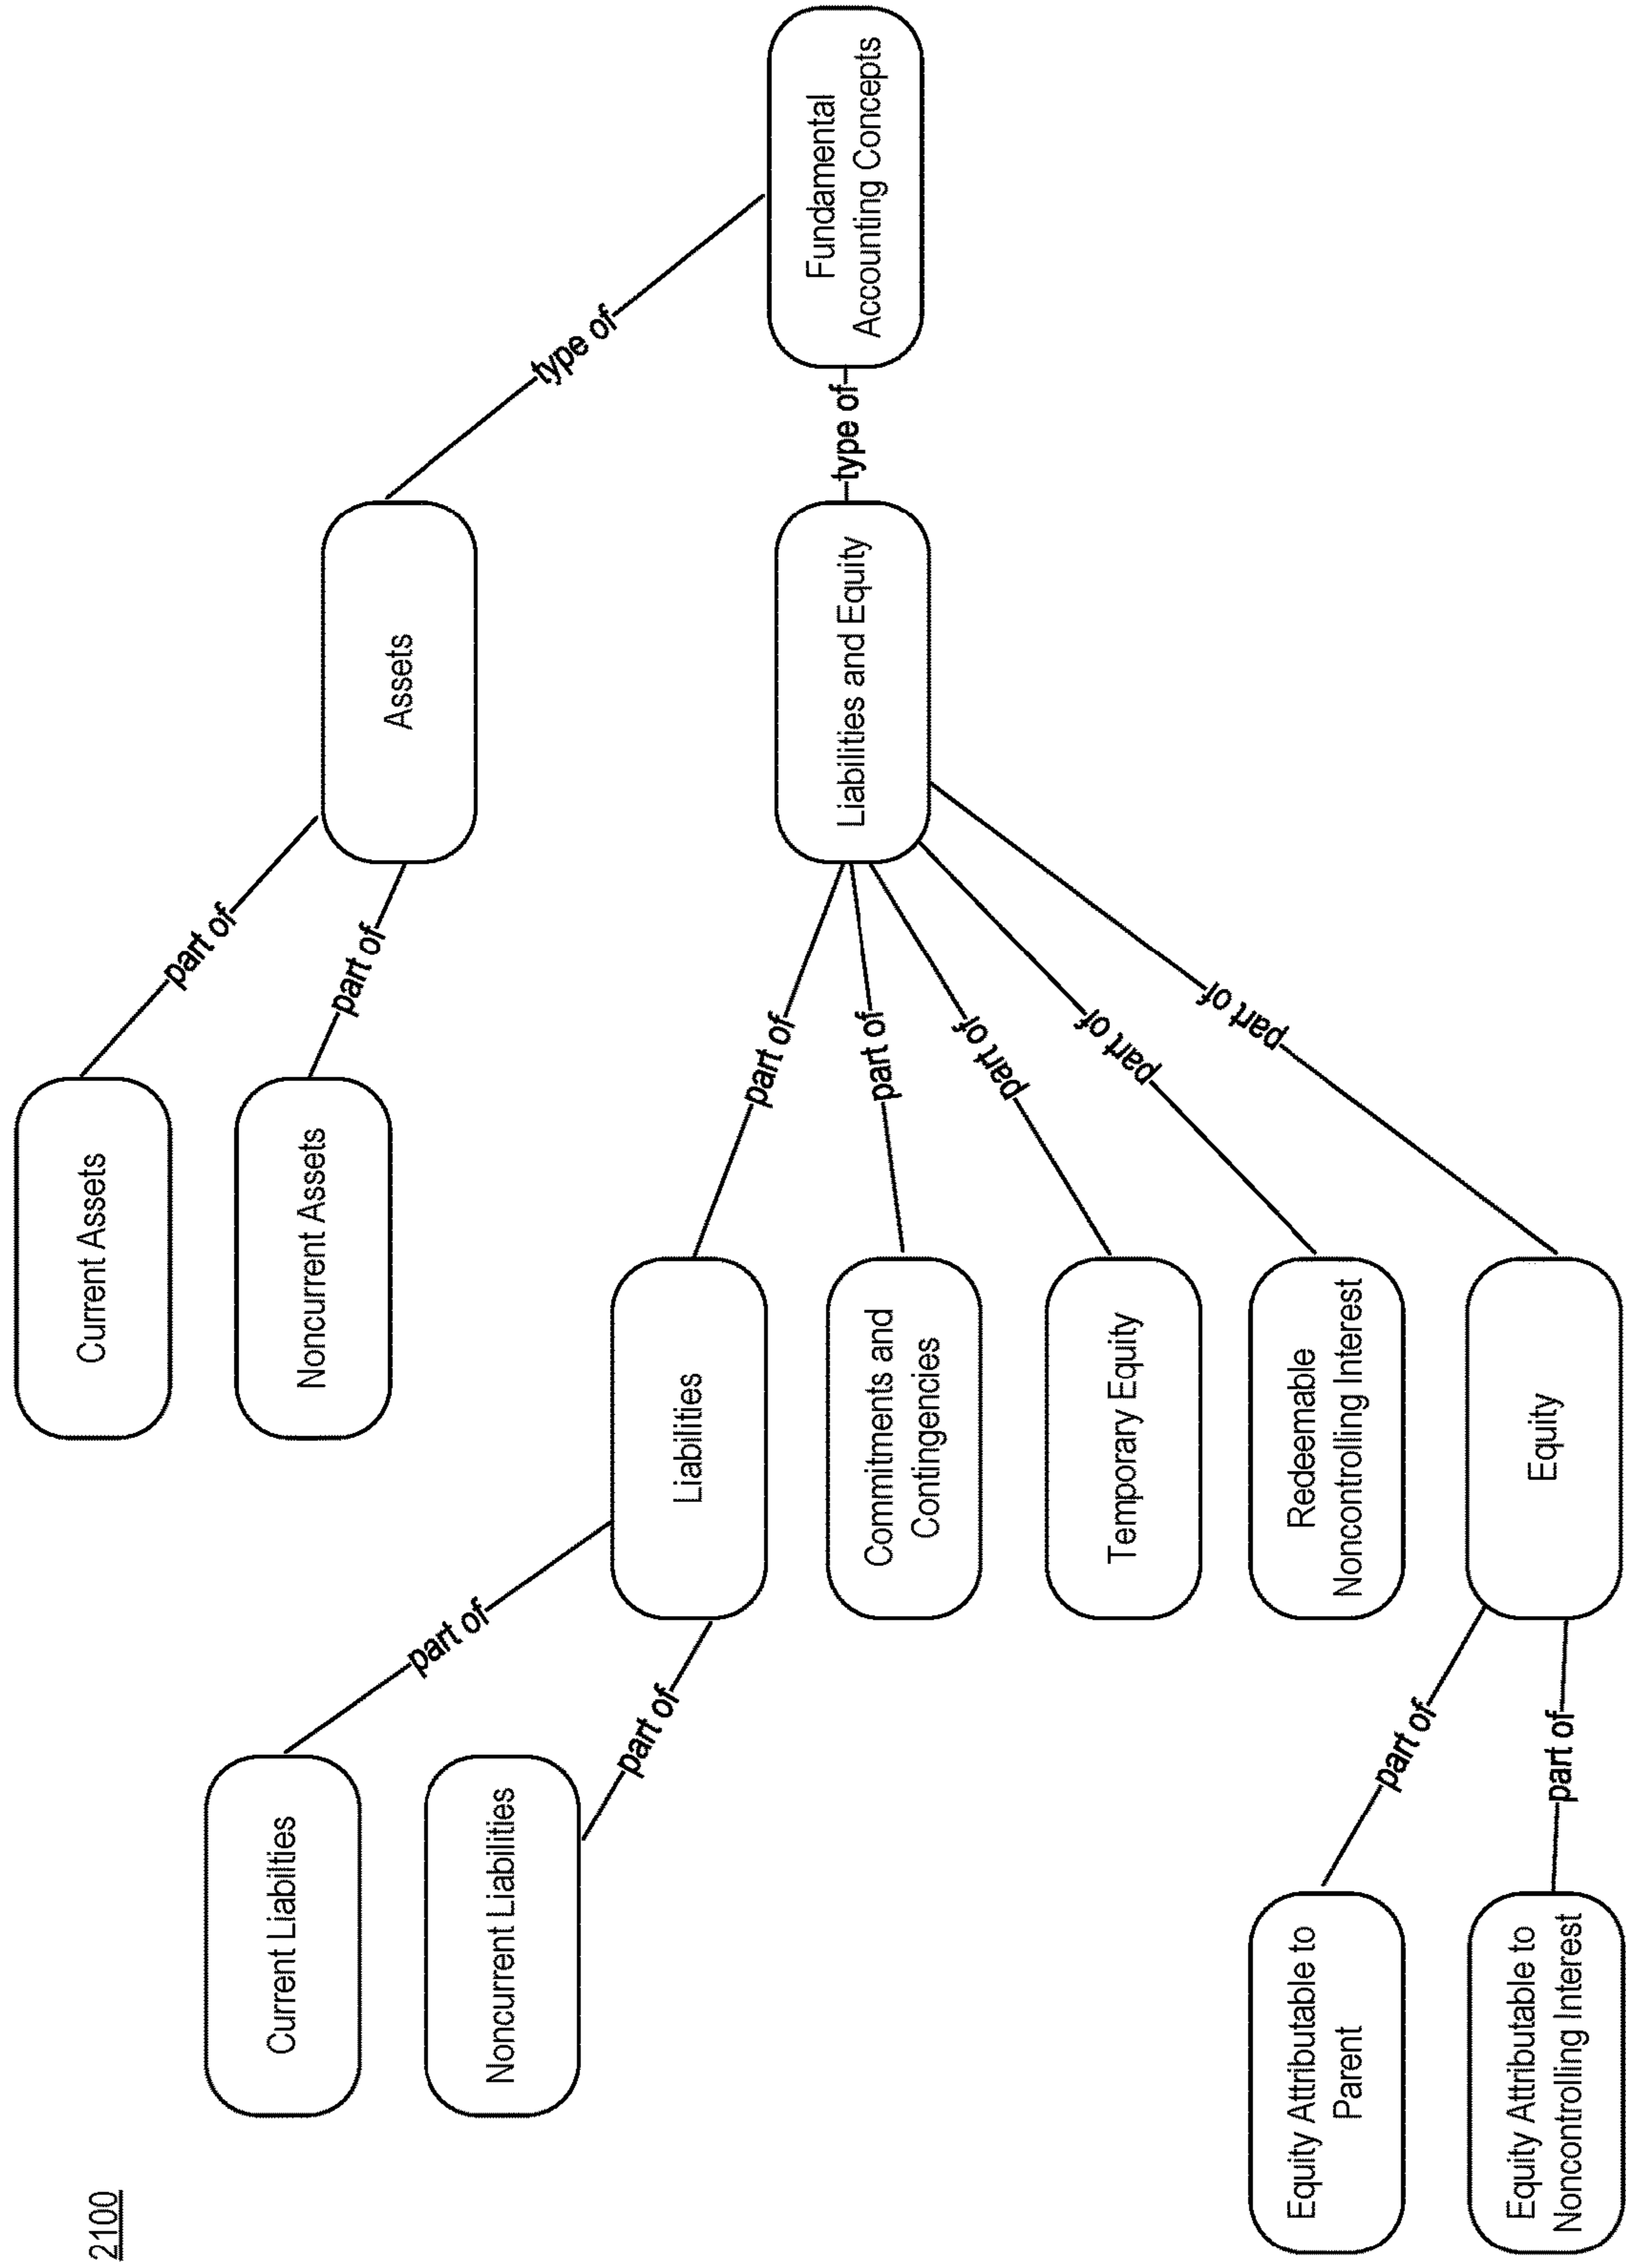 2100
Current Assets
part of
Noncurrent Assets
part of
Assets
type of
Fundamental
Accounting Concepts
type of
Liabilities and Equity
Current Liabilties
part of
Noncurrent Liabilities
part of
Liabilities
part of
Commitments and
Contingencies
part of
Temporary Equity
part of
Redeemable
Noncontrolling Interest
part of
Equity Attributable to
Parent
part of
Equity Attributable to
Noncontrolling Interest
part of
Equity
part of